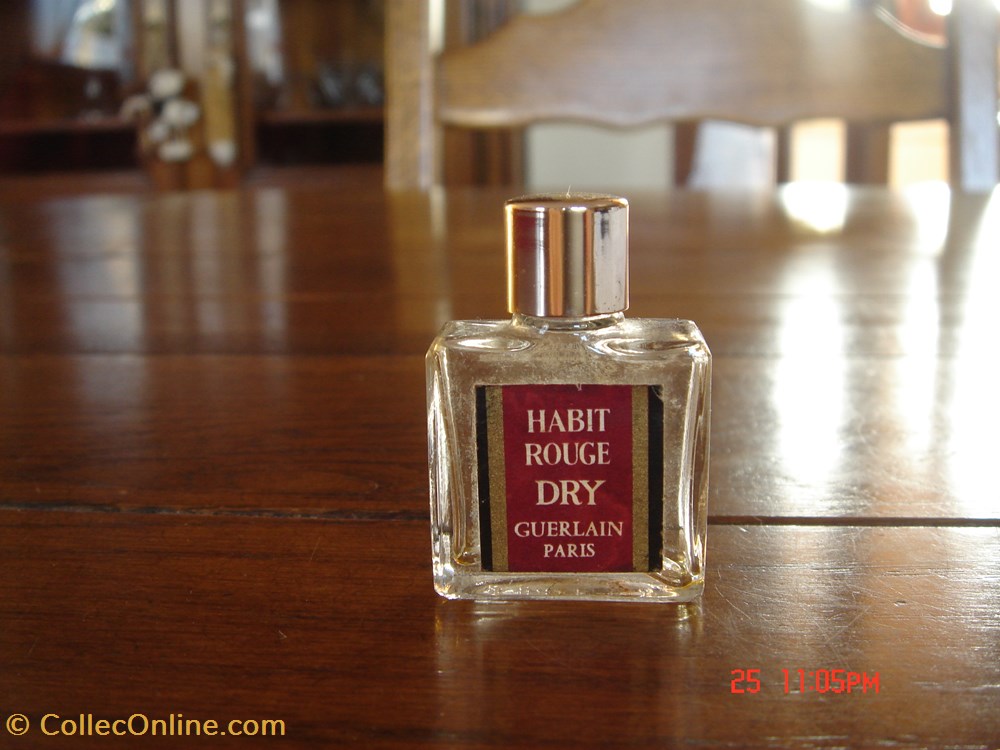 HABIT
ROUGE
DRY
GUERLAIN
PARIS
25 11:05PM
© CollecOnline.com